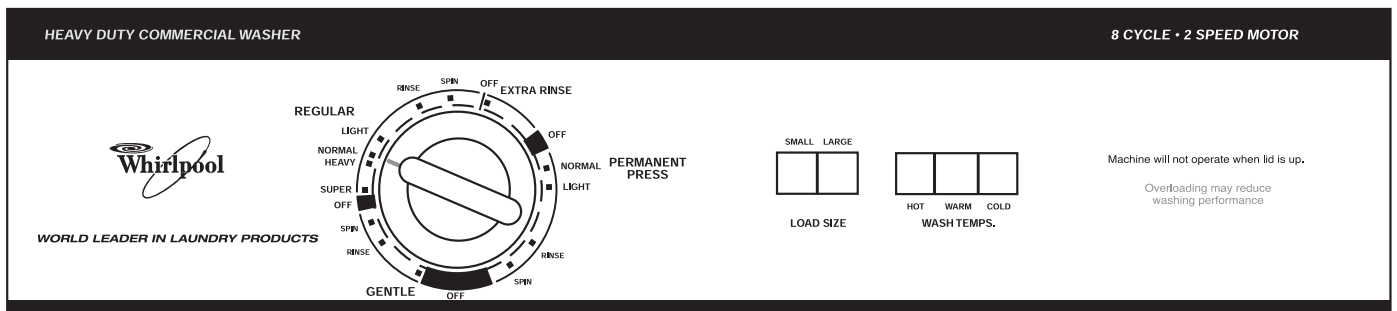 HEAVY DUTY COMMERCIAL WASHER
8 CYCLE • 2 SPEED MOTOR
Whirlpool
WORLD LEADER IN LAUNDRY PRODUCTS
REGULAR
RINSE
SPIN
OFF
EXTRA RINSE
OFF
NORMAL
LIGHT
PERMANENT
PRESS
RINSE
SPIN
OFF
GENTLE
RINSE
SPIN
OFF
SUPER
HEAVY
NORMAL
LIGHT
SMALL LARGE
LOAD SIZE
HOT WARM COLD
WASH TEMPS.
Machine will not operate when lid is up.
Overloading may reduce
washing performance